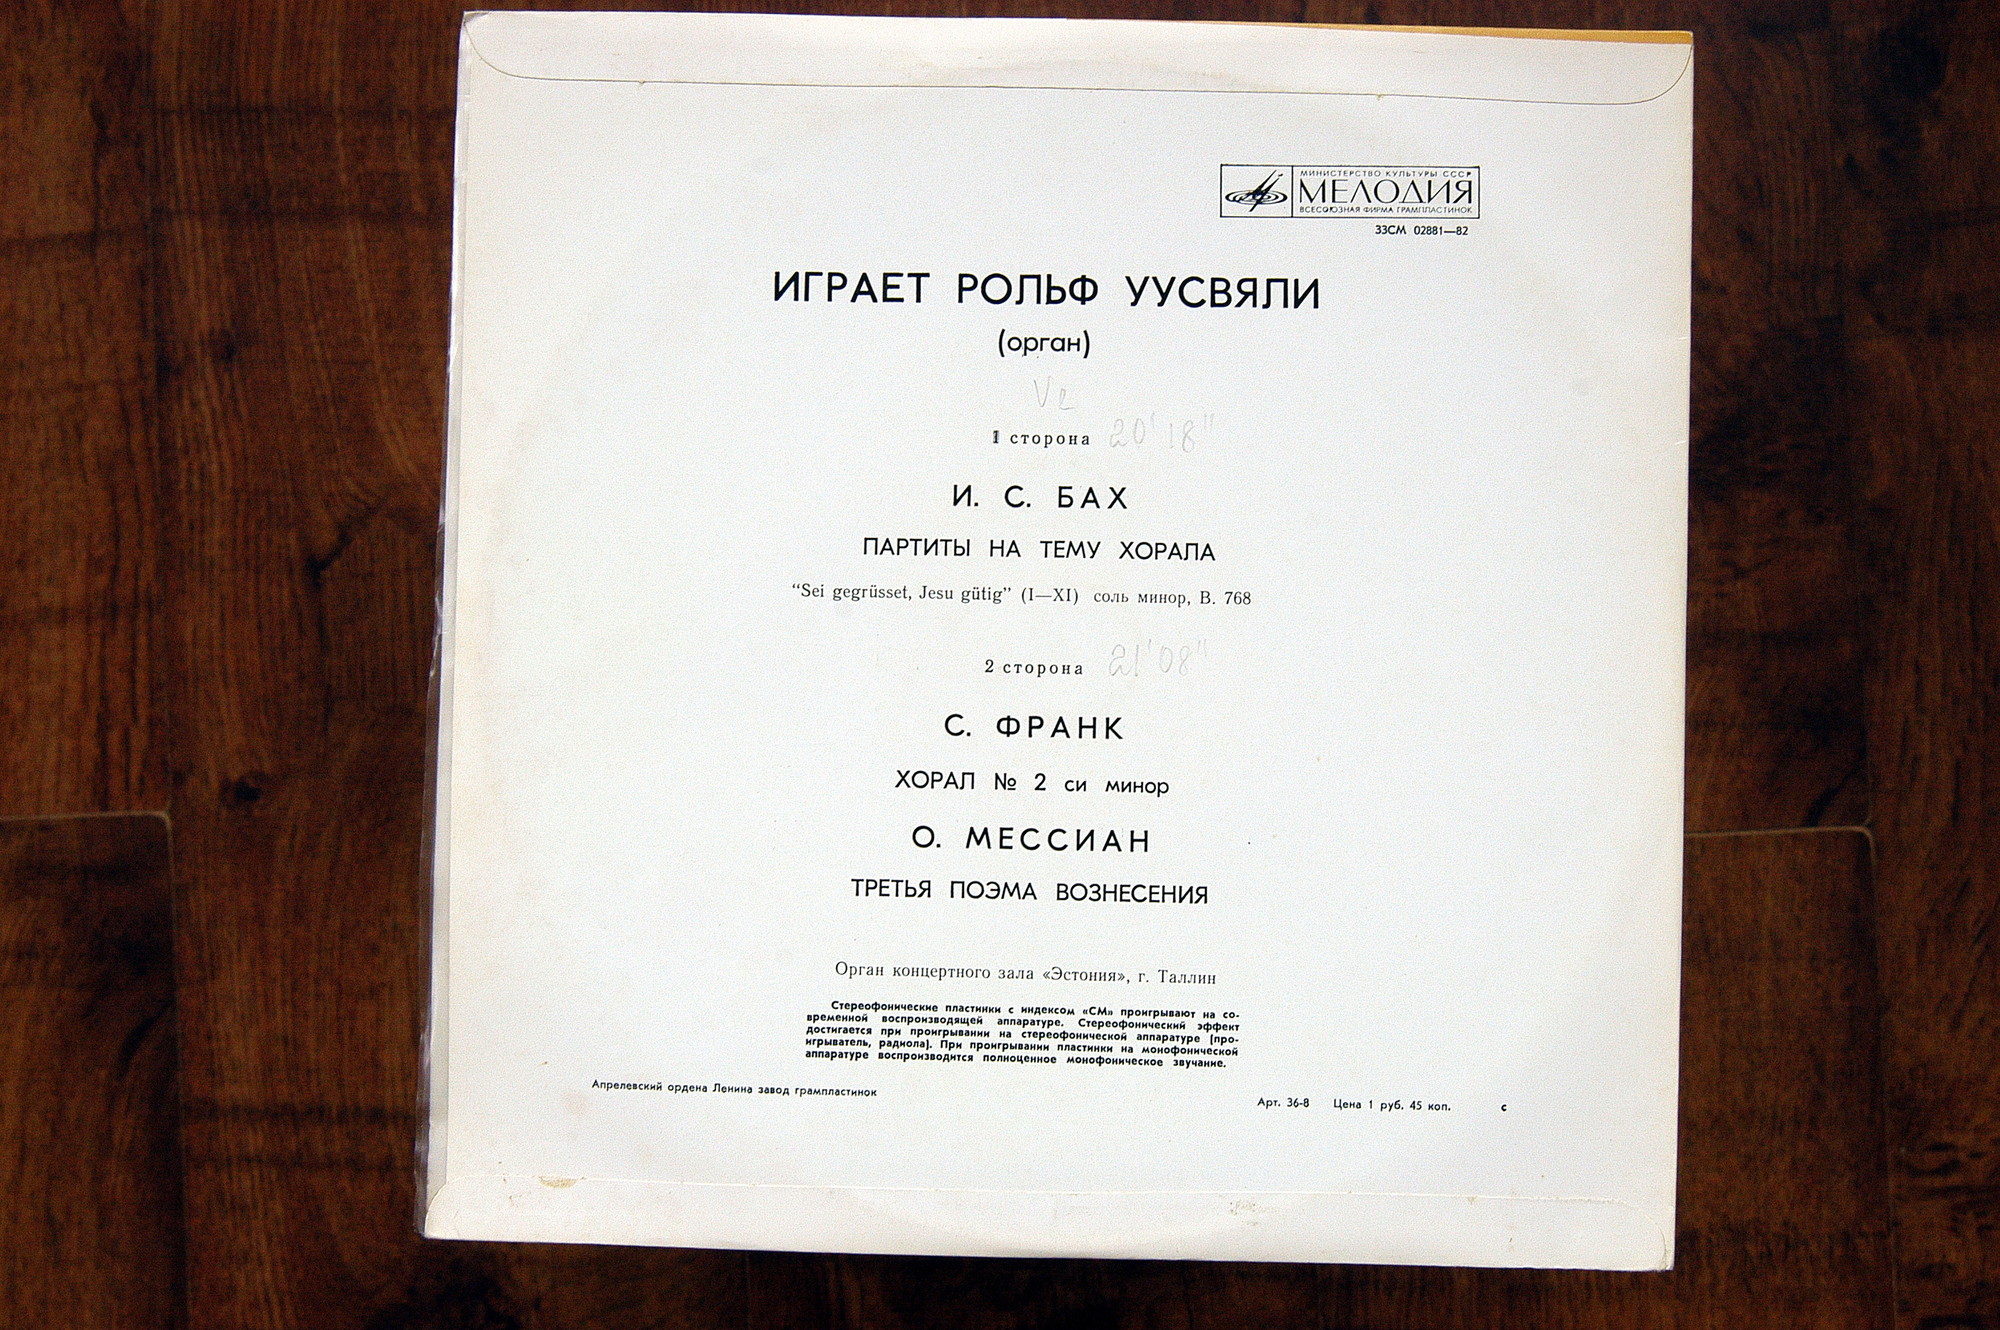 МИНИСТЕРСТВО КУЛЬТУРЫ СССР
МЕЛОДИЯ
ВСЕСОЮЗНАЯ ФИРМА ГРАМПЛАСТИНОК
33СМ 02881—82
ИГРАЕТ РОЛЬФ УУСВЯЛИ
(орган)
1 сторона 20' 18"
И. С. БАХ
ПАРТИТЫ НА ТЕМУ ХОРАЛА
“Sei gegrüsset, Jesu gütig” (I—XI) соль минор, B. 768
2 сторона 21' 08"
С. ФРАНК
ХОРАЛ № 2 си минор
О. МЕССИАН
ТРЕТЬЯ ПОЭМА ВОЗНЕСЕНИЯ
Орган концертного зала «Эстония», г. Таллин
Стереофонические пластинки с индексом «СМ» проигрывают на со-
временной воспроизводящей аппаратуре. Стереофонический эффект
достигается при проигрывании на стереофонической аппаратуре (про-
игрыватель, радиола). При проигрывании пластинки на монофонической
аппаратуре воспроизводится полноценное монофоническое звучание.
Апрелевский ордена Ленина завод грампластинок
Арт. 36-8 Цена 1 руб. 45 коп. с